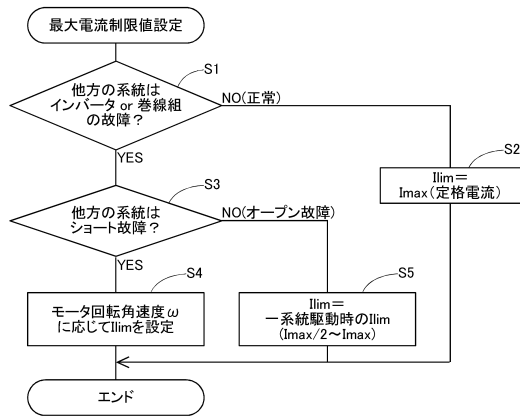 最大電流制限値設定
S1
他方の系統は
インバータ or 巻線組
の故障？
NO(正常)
YES
S2
Ilim＝
Imax(定格電流)
S3
他方の系統は
ショート故障？
NO(オープン故障)
YES
S4
モータ回転角速度ω
に応じてIlimを設定
S5
Ilim＝
一系統駆動時のIlim
(Imax/2～Imax)
エンド